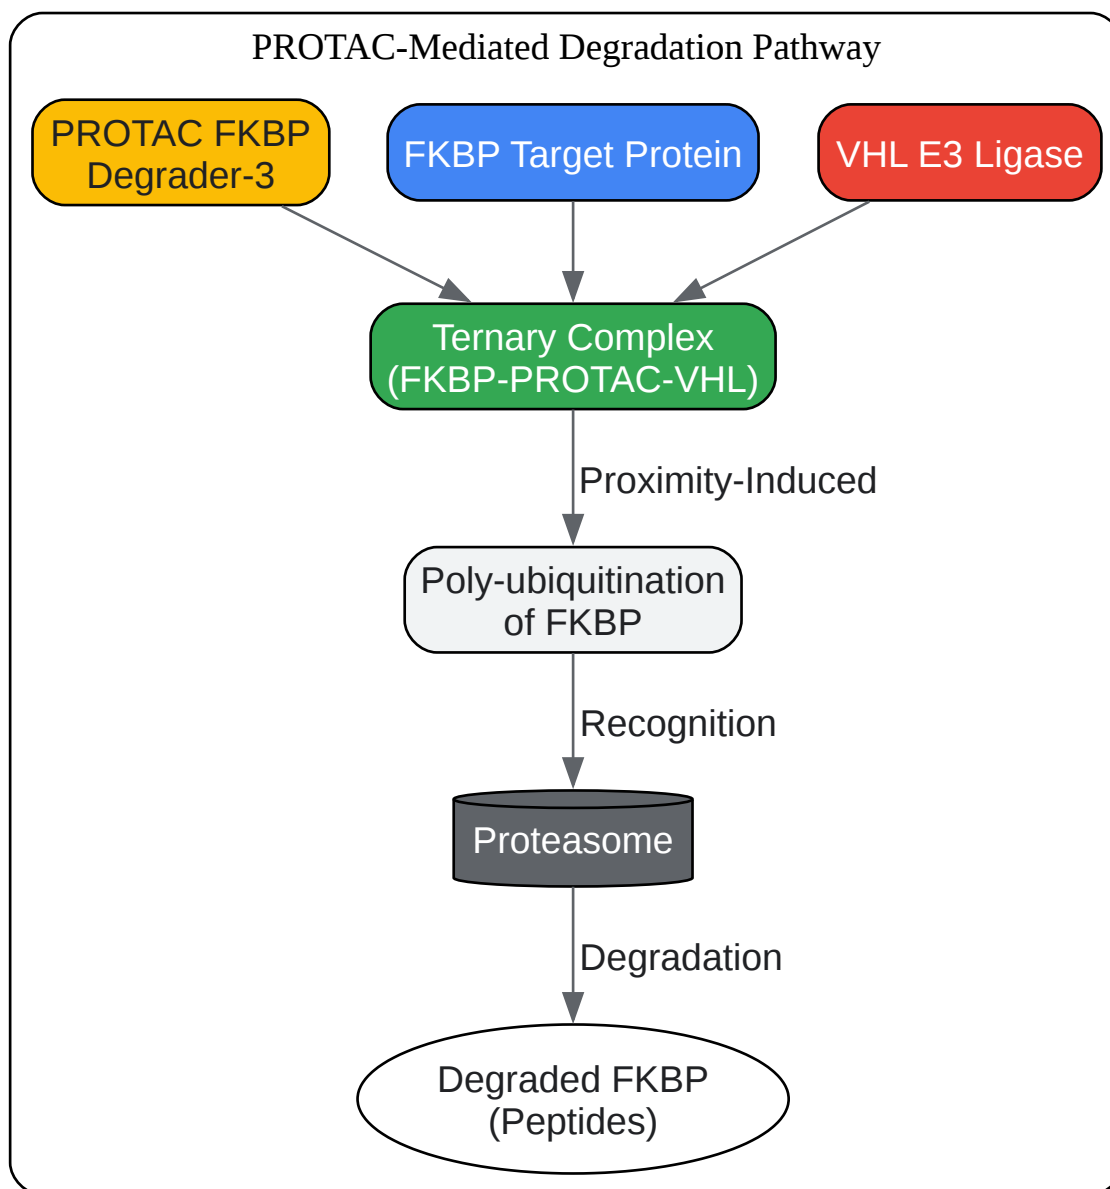 PROTAC-Mediated Degradation Pathway
PROTAC FKBP
Degrader-3
FKBP Target Protein
VHL E3 Ligase
Ternary Complex
(FKBP-PROTAC-VHL)
Proximity-Induced
Poly-ubiquitination
of FKBP
Recognition
Proteasome
Degradation
Degraded FKBP
(Peptides)